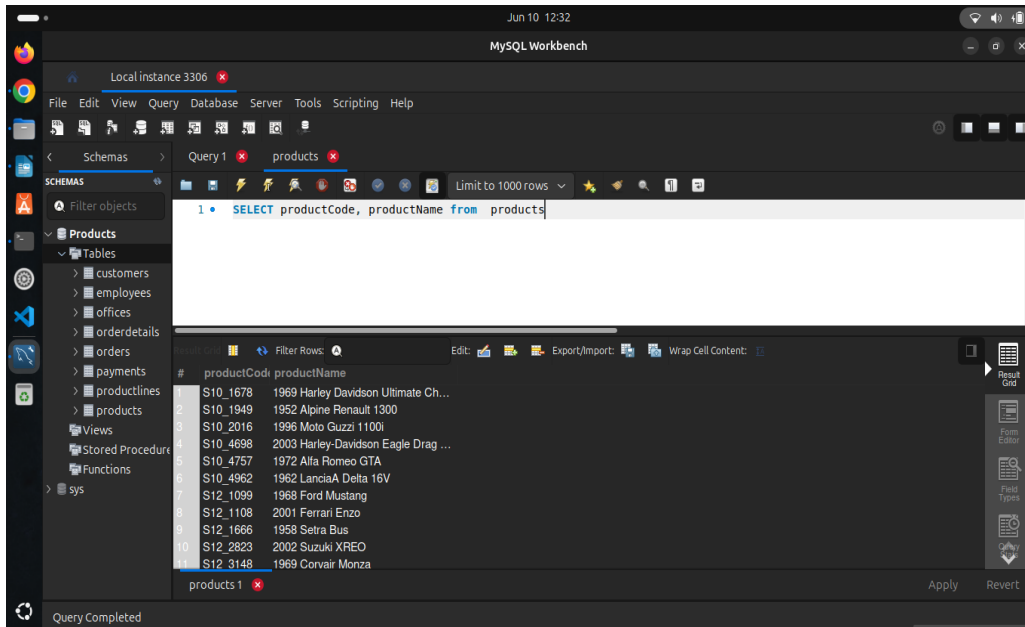 Jun 10 12:32
MySQL Workbench
Local instance 3306
File Edit View Query Database Server Tools Scripting Help
Schemas
Query 1
products
SCHEMAS
Limit to 1000 rows
Filter objects
1 SELECT productCode, productName from products
Products
Tables
customers
employees
offices
orderdetails
orders
payments
productlines
products
Views
Stored Procedure
Functions
sys
Result Grid Filter Rows: Edit: Export/Import: Wrap Cell Content:
# productCod productName
1 S10_1678 1969 Harley Davidson Ultimate Ch...
2 S10_1949 1952 Alpine Renault 1300
3 S10_2016 1996 Moto Guzzi 1100i
4 S10_4698 2003 Harley-Davidson Eagle Drag ...
5 S10_4757 1972 Alfa Romeo GTA
6 S10_4962 1962 LanciaA Delta 16V
7 S12_1099 1968 Ford Mustang
8 S12_1108 2001 Ferrari Enzo
9 S12_1666 1958 Setra Bus
10 S12_2823 2002 Suzuki XREO
11 S12_3148 1969 Corvair Monza
Result
Grid
Form
Editor
Field
Types
products 1
Apply Revert
Query Completed